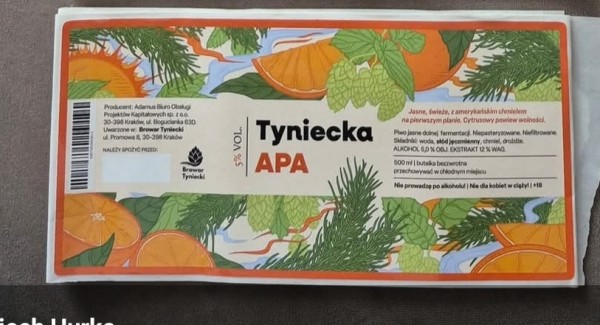 Producent: Adamus Biuro Obsługi
Projektów Kapitałowych sp. z o.o.
30-398 Kraków, ul. Bogucianka 63D.
Uwarzone w: Browar Tyniecki
ul. Promowa 8, 30-398 Kraków
NALEŻY SPOŻYĆ PRZED:
Browar
Tyniecki
5% VOL.
Tyniecka
APA
Jasne, świeże, z amerykańskim chmielem
na pierwszym planie. Cytrusowy powiew wolności.
Piwo jasne dolnej fermentacji. Niepasteryzowane. Niefiltrowane.
Składniki: woda, słód jęczmienny, chmiel, drożdże.
ALKOHOL 5,0 % OBJ. EKSTRAKT 12 % WAG.
500 ml | butelka bezzwrotna
przechowywać w chłodnym miejscu
Nie prowadzę po alkoholu! | Nie dla kobiet w ciąży! | +18